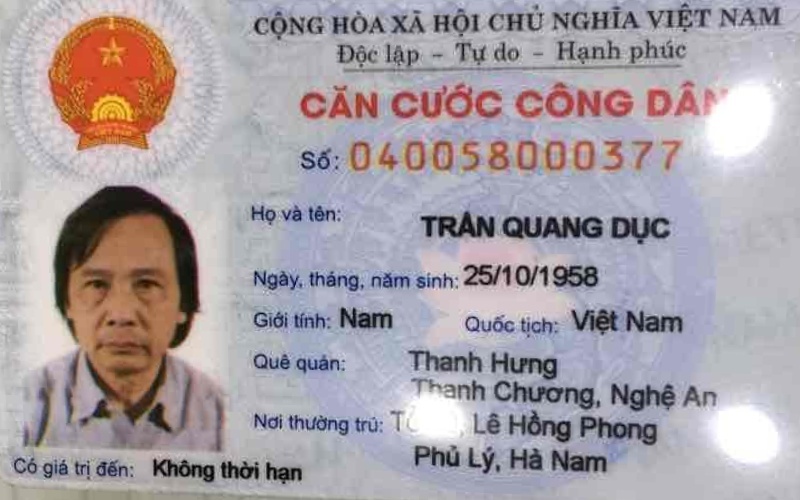 CỘNG HÒA XÃ HỘI CHỦ NGHĨA VIỆT NAM
Độc lập - Tự do - Hạnh phúc
CĂN CƯỚC CÔNG DÂN
Số: 040058000377
Họ và tên: TRẦN QUANG DỤC
Ngày, tháng, năm sinh: 25/10/1958
Giới tính: Nam Quốc tịch: Việt Nam
Quê quán: Thanh Hưng
Thanh Chương, Nghệ An
Nơi thường trú: Lê Hồng Phong
Phủ Lý, Hà Nam
Có giá trị đến: Không thời hạn